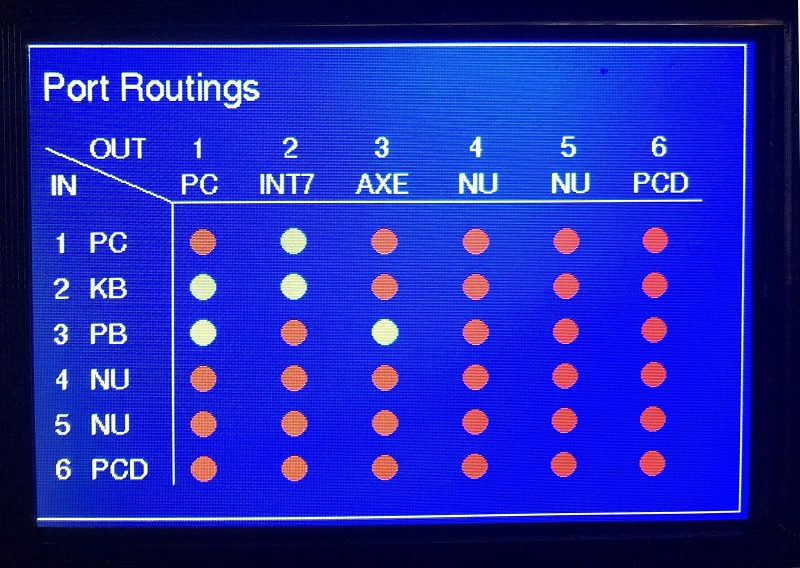 Port Routings
OUT 1 2 3 4 5 6
IN PC INT7 AXE NU NU PCD
1 PC
2 KB
3 PB
4 NU
5 NU
6 PCD